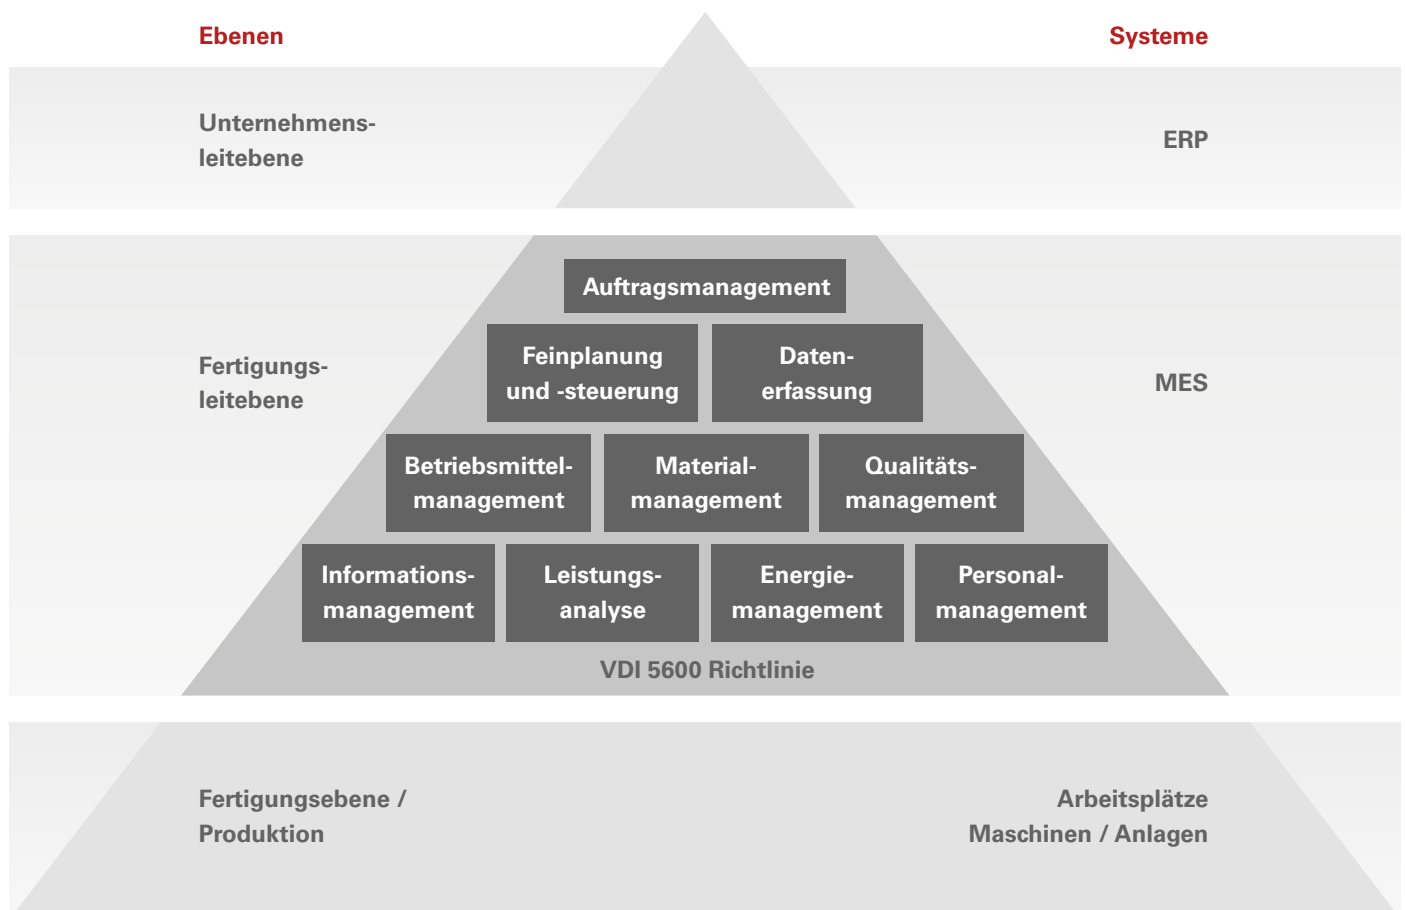 Ebenen
Systeme
Unternehmens-
leitebene
ERP
Auftragsmanagement
Feinplanung
und -steuerung
Daten-
erfassung
Fertigungs-
leitebene
MES
Betriebsmittel-
management
Material-
management
Qualitäts-
management
Informations-
management
Leistungs-
analyse
Energie-
management
Personal-
management
VDI 5600 Richtlinie
Fertigungsebene /
Produktion
Arbeitsplätze
Maschinen / Anlagen